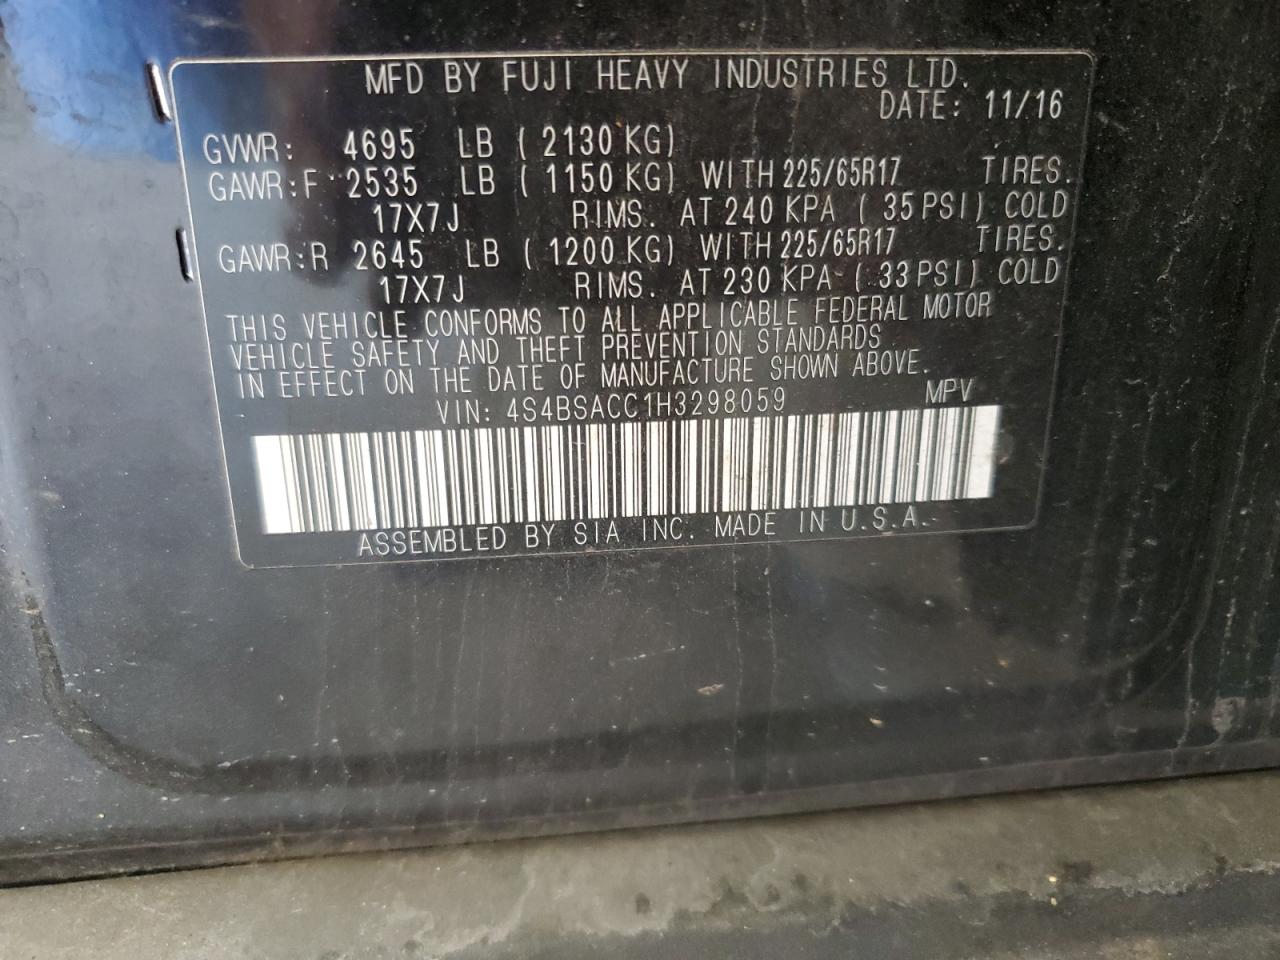 MFD BY FUJI HEAVY INDUSTRIES LTD.
DATE: 11/16
GVWR: 4695 LB ( 2130 KG)
GAWR:F 2535 LB ( 1150 KG) WITH 225/65R17 TIRES.
17X7J RIMS. AT 240 KPA ( 35 PSI) COLD
GAWR:R 2645 LB ( 1200 KG) WITH 225/65R17 TIRES.
17X7J RIMS. AT 230 KPA ( 33 PSI) COLD
THIS VEHICLE CONFORMS TO ALL APPLICABLE FEDERAL MOTOR
VEHICLE SAFETY AND THEFT PREVENTION STANDARDS
IN EFFECT ON THE DATE OF MANUFACTURE SHOWN ABOVE.
VIN: 4S4BSACC1H3298059 MPV
ASSEMBLED BY SIA INC. MADE IN U.S.A.